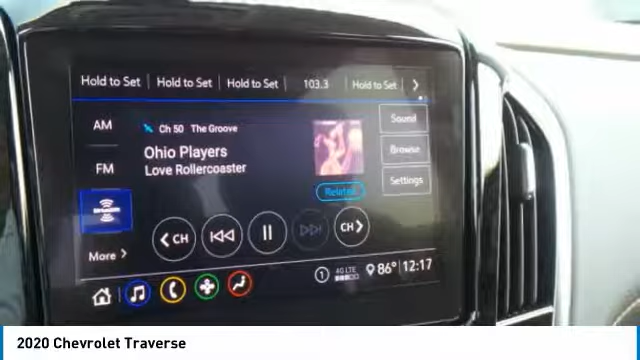 Hold to Set Hold to Set Hold to Set 103.3 Hold to Set
AM
Ch 50 The Groove
Sound
Ohio Players
Browse
FM
Love Rollercoaster
Related
Settings
CH CH
More
1 4G LTE 86° 12:17
2020 Chevrolet Traverse